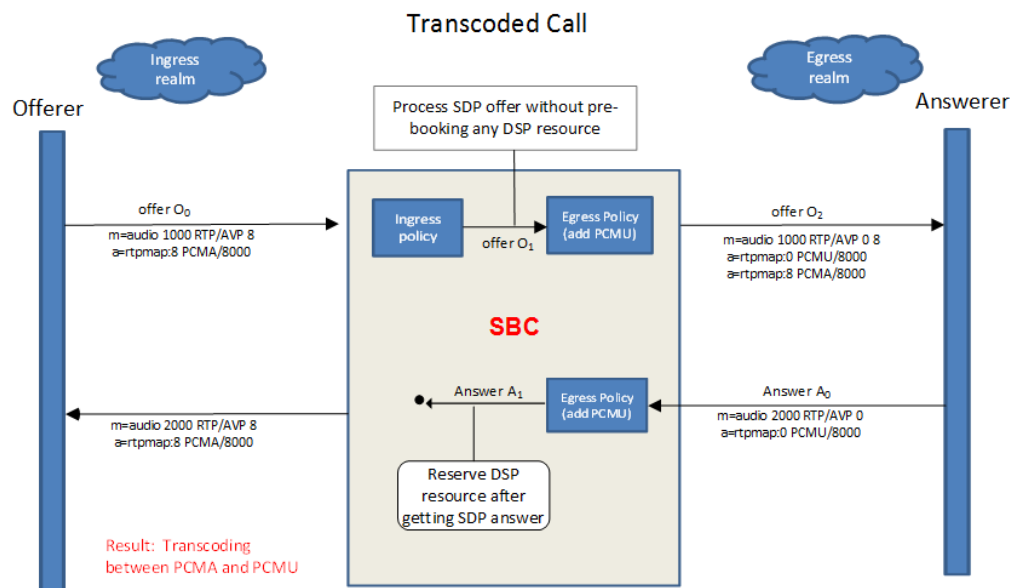 Transcoded Call
Ingress
realm
Egress
realm
Offerer
Answerer
Process SDP offer without pre-
booking any DSP resource
offer O0
m=audio 1000 RTP/AVP 8
a=rtpmap:8 PCMA/8000
Ingress
policy
offer O1
Egress Policy
(add PCMU)
offer O2
m=audio 1000 RTP/AVP 0 8
a=rtpmap:0 PCMU/8000
a=rtpmap:8 PCMA/8000
SBC
Answer A1
Egress Policy
(add PCMU)
Answer A0
m=audio 2000 RTP/AVP 0
a=rtpmap:0 PCMU/8000
m=audio 2000 RTP/AVP 8
a=rtpmap:8 PCMA/8000
Reserve DSP
resource after
getting SDP answer
Result: Transcoding
between PCMA and PCMU